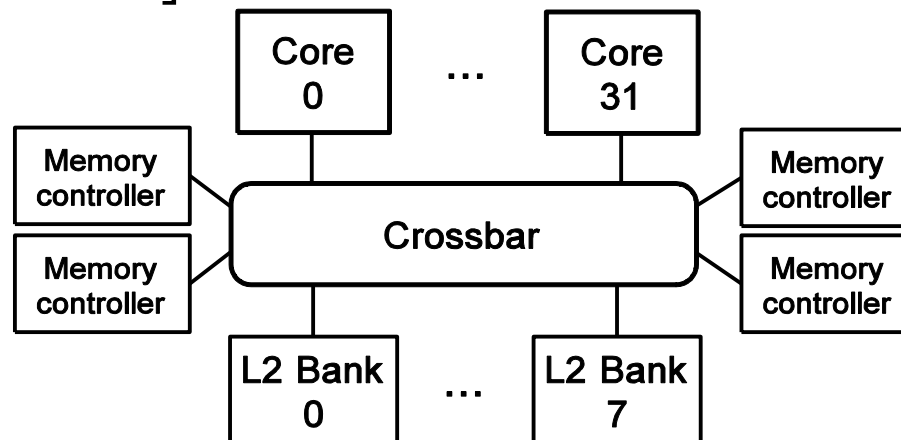 Core
0
...
Core
31
Memory
controller
Memory
controller
Crossbar
Memory
controller
Memory
controller
L2 Bank
0
...
L2 Bank
7